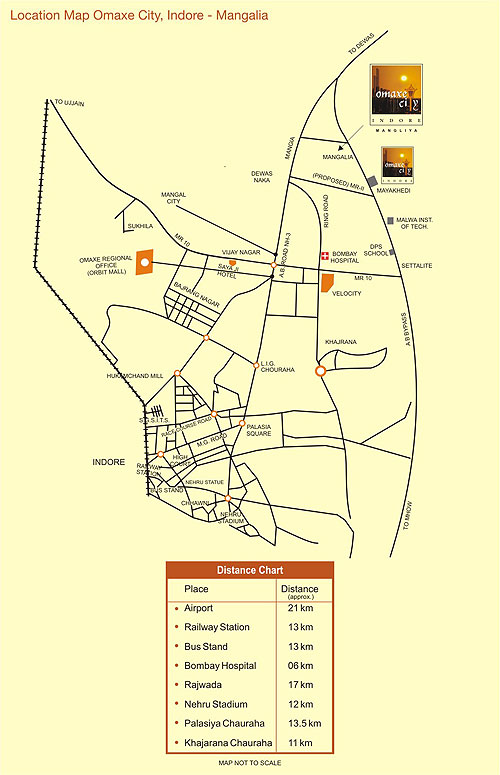 Location Map Omaxe City, Indore - Mangalia
TO DEWAS
omaxe
city
INDORE
MANGLIYA
TO UJJAIN
MANGIA
MANGALIA
omaxe
city
INDORE
DEWAS
NAKA
(PROPOSED) MR-II
MAYAKHEDI
MANGAL
CITY
RING ROAD
SUKHILA
MALWA INST.
OF TECH.
MR 10
VIJAY NAGAR
A.B. ROAD NH-3
BOMBAY
HOSPITAL
DPS
SCHOOL
OMAXE REGIONAL
OFFICE
(ORBIT MALL)
SAYA JI
HOTEL
SETTALITE
MR 10
BAJRANG NAGAR
VELOCITY
A.B BYPASS
KHAJRANA
L.I.G.
CHOURAHA
HUKAMCHAND MILL
S.G.S.I.T.S.
RACE COURSE ROAD
PALASIA
SQUARE
M.G. ROAD
INDORE
HIGH
COURT
RAILWAY
STATION
NEHRU STATUE
BUS STAND
CHHAWNI
NEHRU
STADIUM
TO MHOW
Distance Chart
Place Distance
(approx.)
• Airport 21 km
• Railway Station 13 km
• Bus Stand 13 km
• Bombay Hospital 06 km
• Rajwada 17 km
• Nehru Stadium 12 km
• Palasiya Chauraha 13.5 km
• Khajarana Chauraha 11 km
MAP NOT TO SCALE